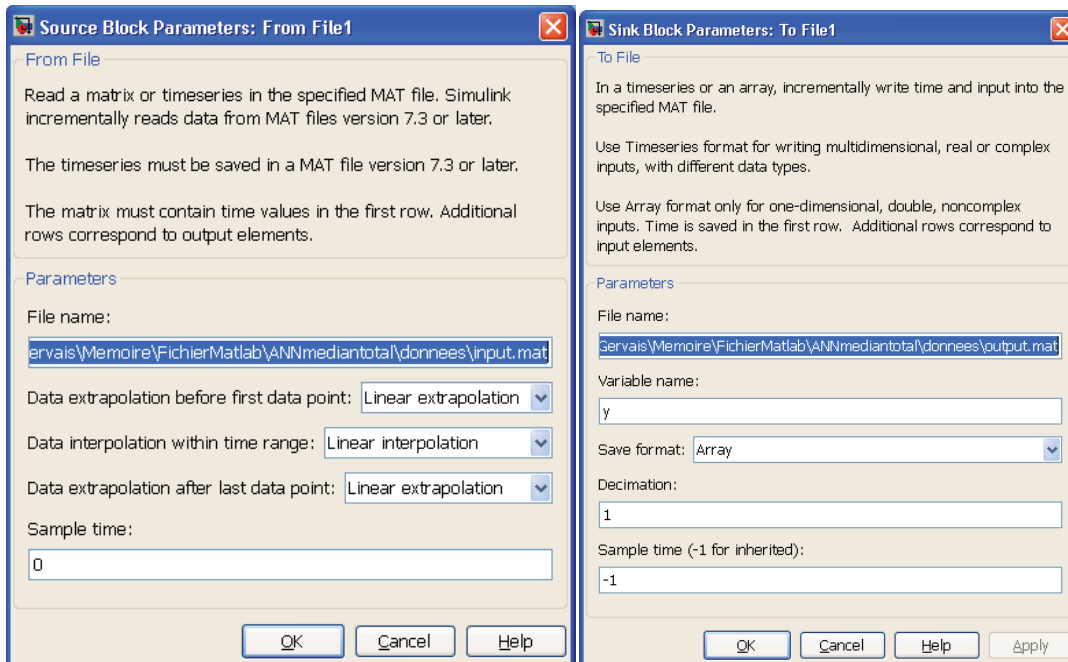 Source Block Parameters: From File1
From File
Read a matrix or timeseries in the specified MAT file. Simulink
incrementally reads data from MAT files version 7.3 or later.
The timeseries must be saved in a MAT file version 7.3 or later.
The matrix must contain time values in the first row. Additional
rows correspond to output elements.
Parameters
File name:
ervais\Memoire\FichierMatlab\ANNmediantotal\donnees\input.mat
Data extrapolation before first data point: Linear extrapolation
Data interpolation within time range: Linear interpolation
Data extrapolation after last data point: Linear extrapolation
Sample time:
0
OK Cancel Help
Sink Block Parameters: To File1
To File
In a timeseries or an array, incrementally write time and input into the
specified MAT file.
Use Timeseries format for writing multidimensional, real or complex
inputs, with different data types.
Use Array format only for one-dimensional, double, noncomplex
inputs. Time is saved in the first row. Additional rows correspond to
input elements.
Parameters
File name:
Gervais\Memoire\FichierMatlab\ANNmediantotal\donnees\output.mat
Variable name:
y
Save format: Array
Decimation:
1
Sample time (-1 for inherited):
-1
OK Cancel Help Apply